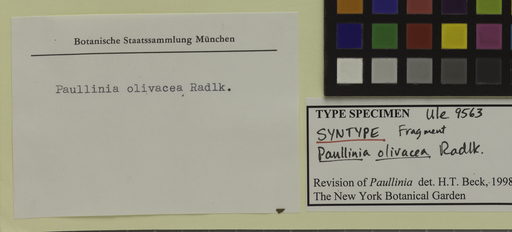 Botanische Staatssammlung München
Paullinia olivacea Radlk.
TYPE SPECIMEN Ule 9563
SYNTYPE Fragment
Paullinia olivacea Radlk.
Revision of Paullinia det. H.T. Beck, 1998
The New York Botanical Garden